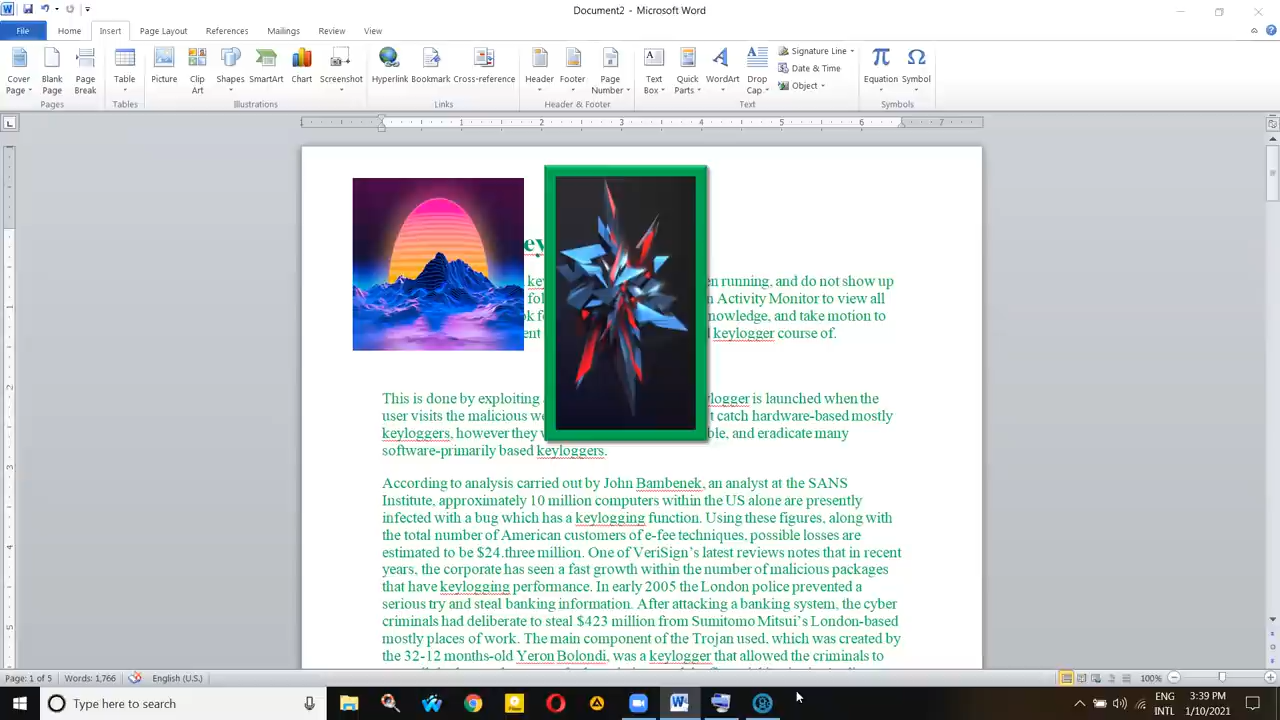 Document2 - Microsoft Word
File Home Insert Page Layout References Mailings Review View
Cover Page Blank Page Page Break Table Picture Clip Art Shapes SmartArt Chart Screenshot Hyperlink Bookmark Cross-reference Header Footer Page Number Text Box Quick Parts WordArt Drop Cap Signature Line Date & Time Object Equation Symbol
Pages Tables Illustrations Links Header & Footer Text Symbols
1 1 2 3 4 5 6 7
n running, and do not show up
fol Activity Monitor to view all
nowledge, and take motion to
ent keylogger course of.
This is done by exploiting logger is launched when the
user visits the malicious we t catch hardware-based mostly
keyloggers, however they ble, and eradicate many
software-primarily based keyloggers.
According to analysis carried out by John Bambenek, an analyst at the SANS
Institute, approximately 10 million computers within the US alone are presently
infected with a bug which has a keylogging function. Using these figures, along with
the total number of American customers of e-fee techniques, possible losses are
estimated to be $24.three million. One of VeriSign's latest reviews notes that in recent
years, the corporate has seen a fast growth within the number of malicious packages
that have keylogging performance. In early 2005 the London police prevented a
serious try and steal banking information. After attacking a banking system, the cyber
criminals had deliberate to steal $423 million from Sumitomo Mitsui's London-based
mostly places of work. The main component of the Trojan used, which was created by
the 32-12 months-old Yeron Bolondi, was a keylogger that allowed the criminals to
Page: 1 of 5 Words: 1,766 English (U.S.) 100%
Type here to search ENG INTL 3:39 PM 1/10/2021